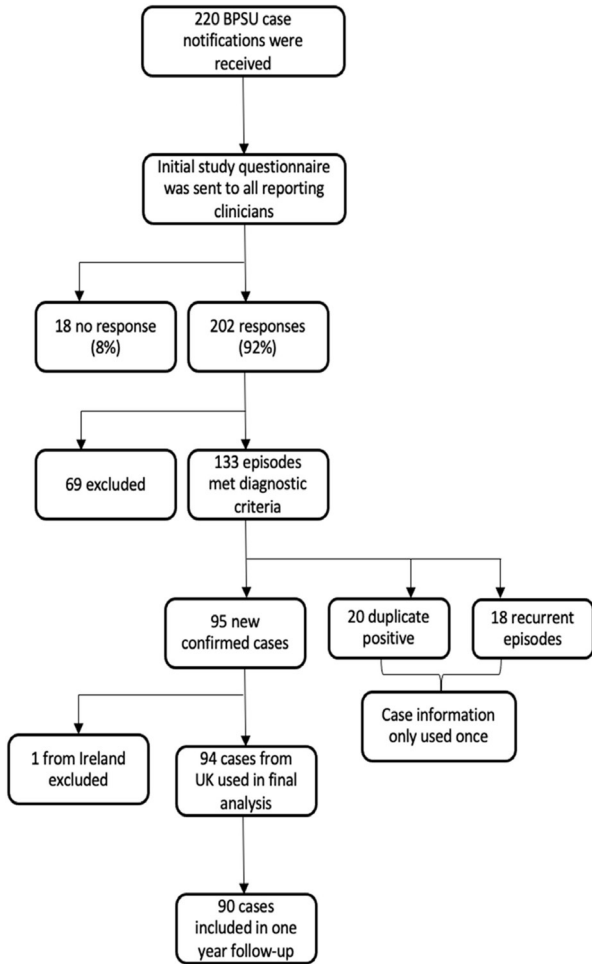 220 BPSU case
notifications were
received
Initial study questionnaire
was sent to all reporting
clinicians
18 no response
(8%)
202 responses
(92%)
69 excluded
133 episodes
met diagnostic
criteria
95 new
confirmed cases
20 duplicate
positive
18 recurrent
episodes
Case information
only used once
1 from Ireland
excluded
94 cases from
UK used in final
analysis
90 cases
included in one
year follow-up